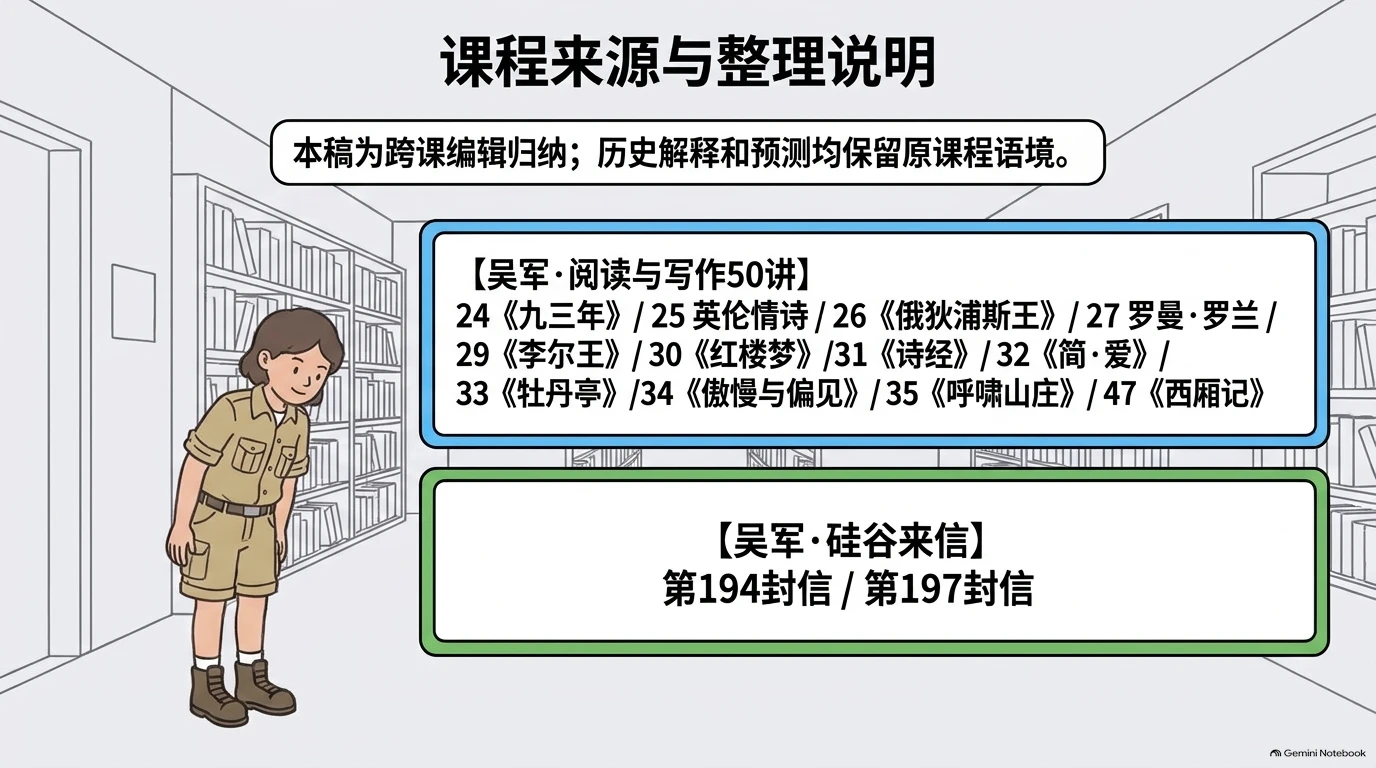 课程来源与整理说明
本稿为跨课编辑归纳；历史解释和预测均保留原课程语境。
【吴军·阅读与写作50讲】
24《九三年》/ 25 英伦情诗 / 26《俄狄浦斯王》/ 27 罗曼·罗兰 /
29《李尔王》/ 30《红楼梦》/31《诗经》/ 32《简·爱》/
33《牡丹亭》/34《傲慢与偏见》/ 35《呼啸山庄》/ 47《西厢记》
【吴军·硅谷来信】
第194封信 / 第197封信
Gemini Notebook